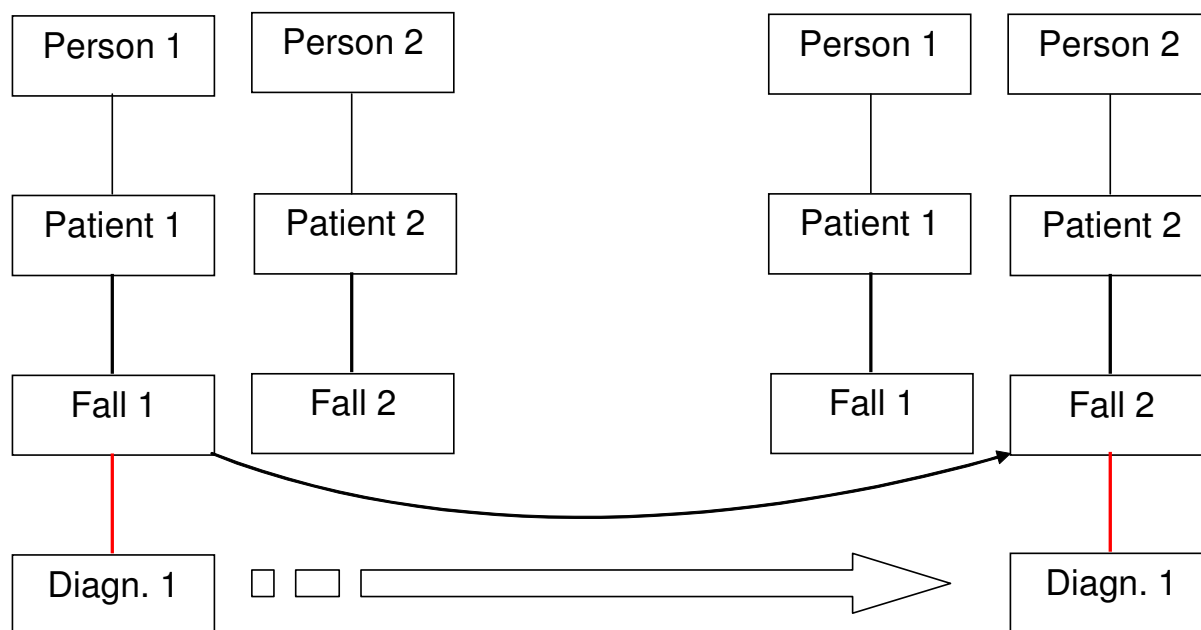 Person 1
Person 2
Person 1
Person 2
Patient 1
Patient 2
Patient 1
Patient 2
Fall 1
Fall 2
Fall 1
Fall 2
Diagn. 1
Diagn. 1